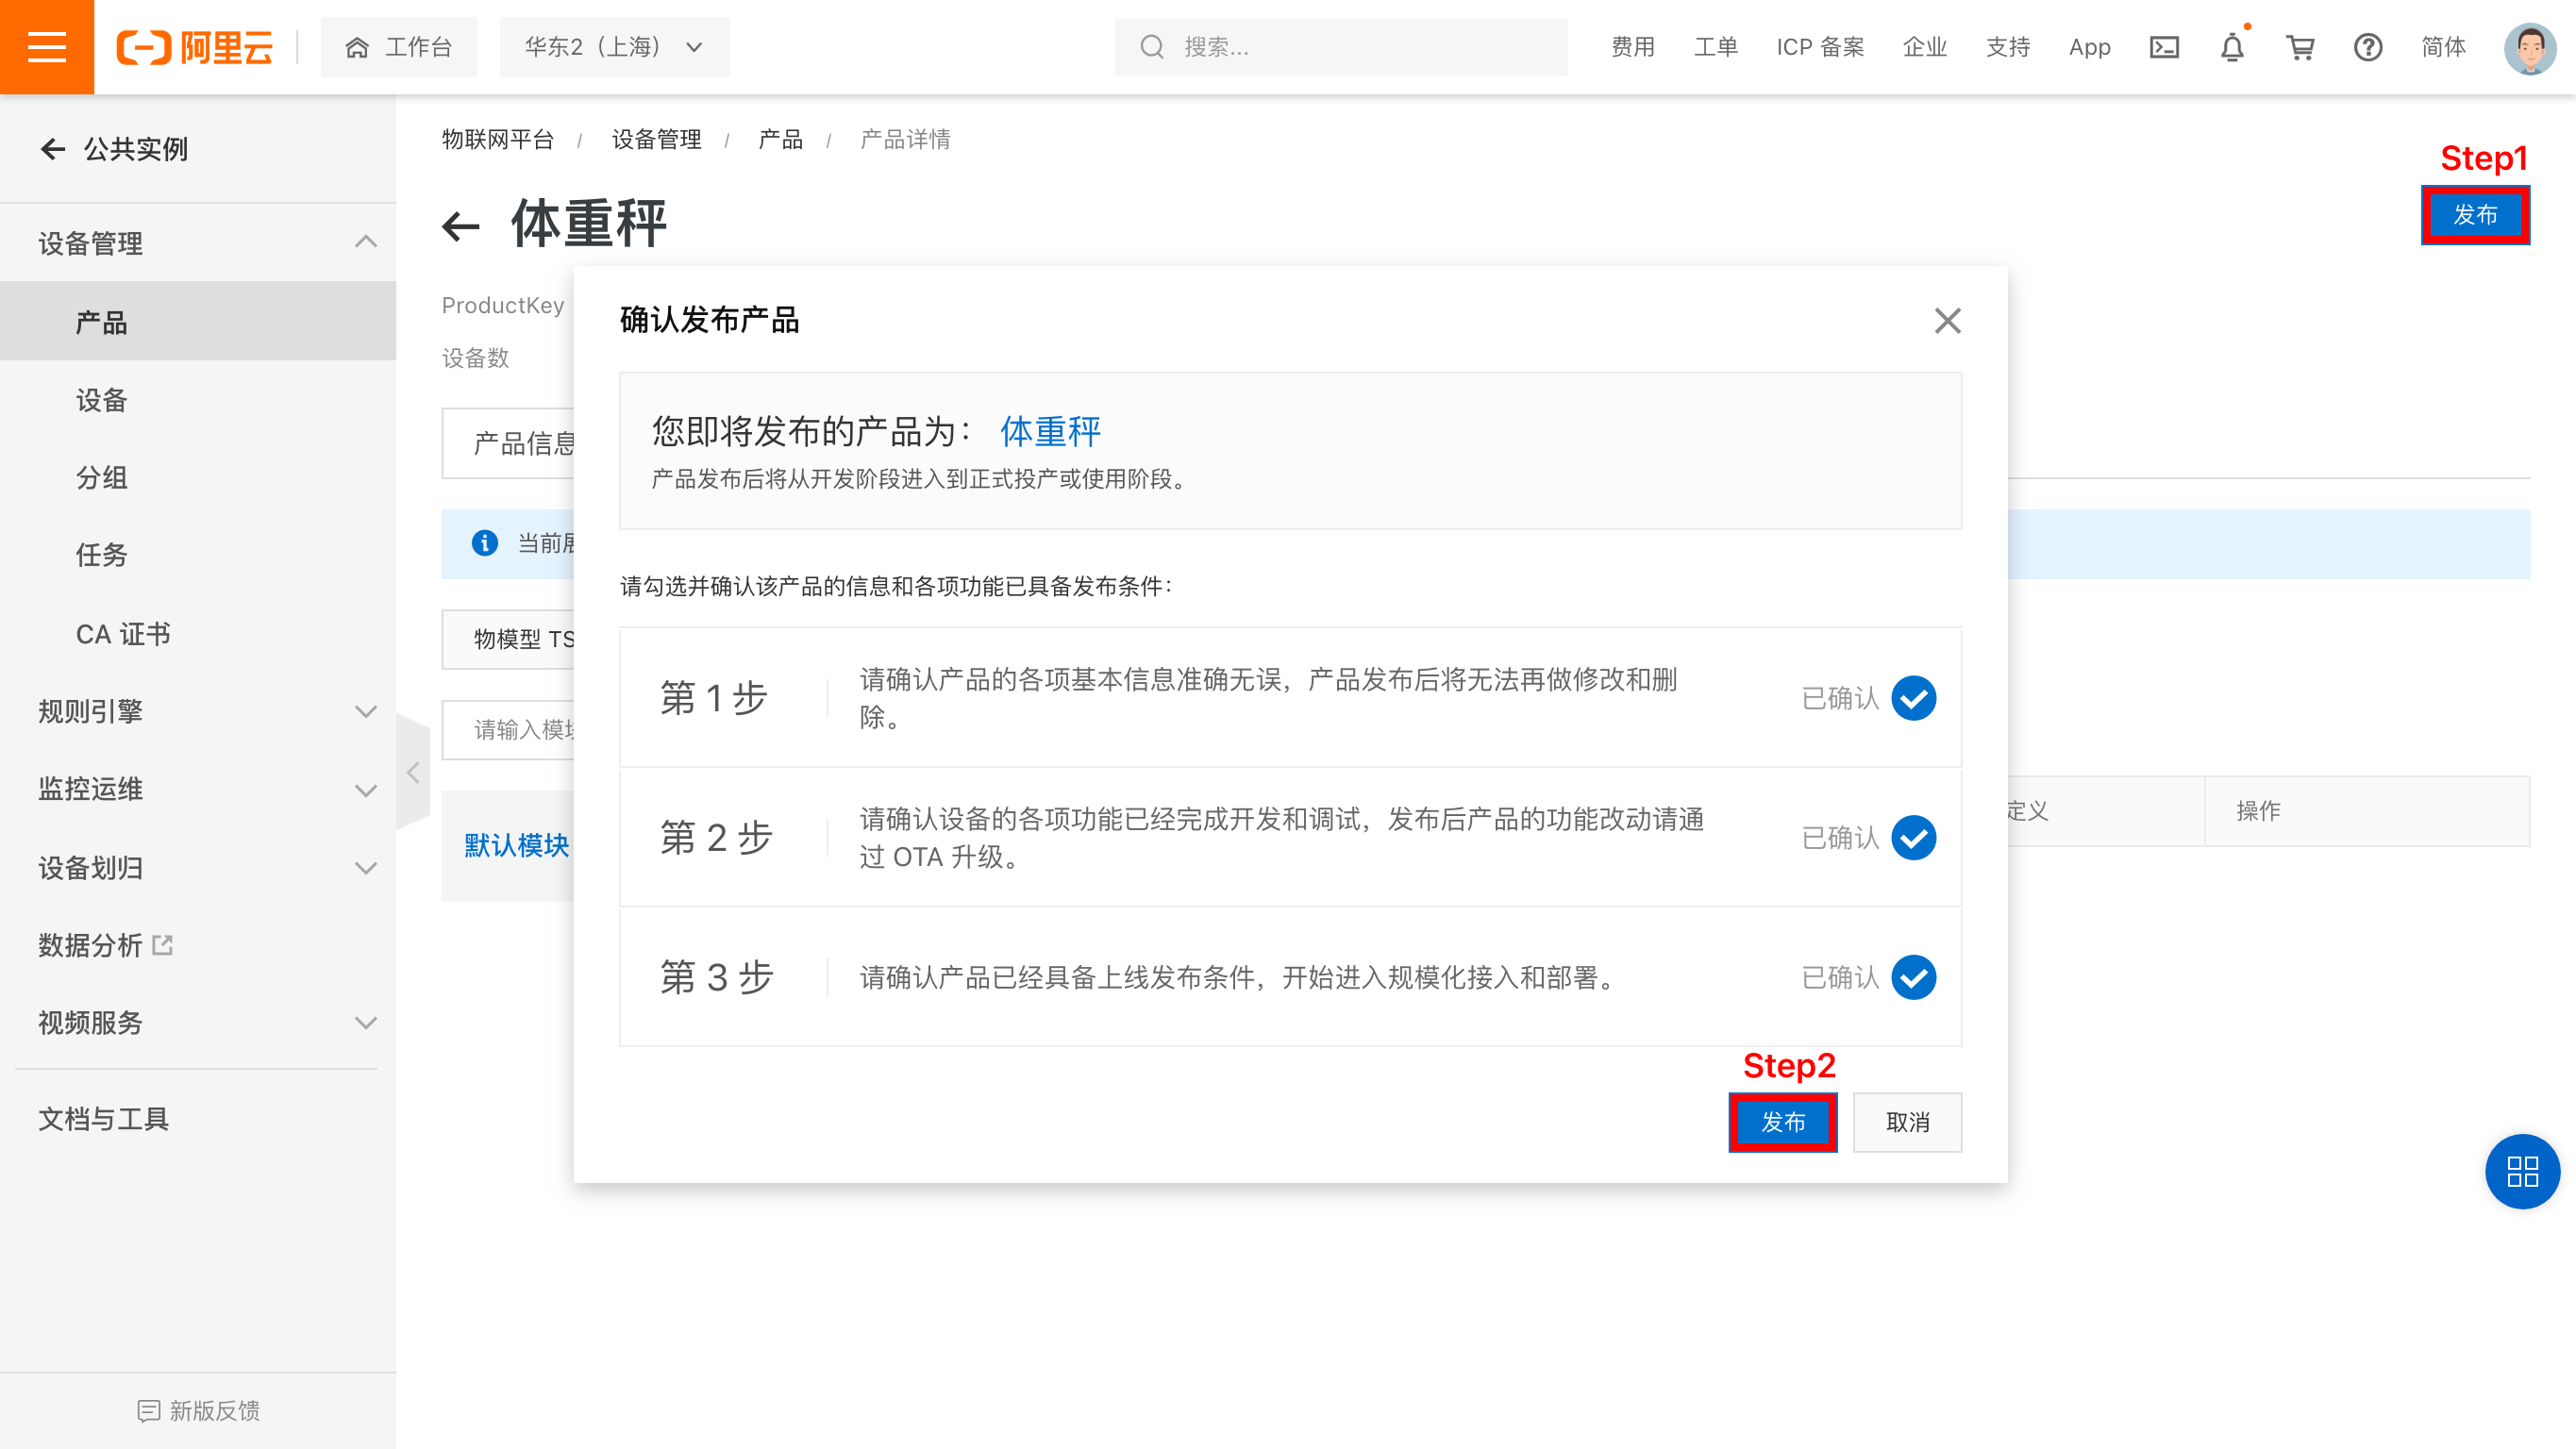 阿里云
工作台
华东2（上海）
搜索...
费用
工单
ICP 备案
企业
支持
App
简体
公共实例
设备管理
产品
设备
分组
任务
CA 证书
规则引擎
监控运维
设备划归
数据分析
视频服务
文档与工具
新版反馈
物联网平台 / 设备管理 / 产品 / 产品详情
Step1
体重秤
发布
ProductKey
设备数
产品信息
当前展
物模型 TS
请输入模块
默认模块
定义
操作
确认发布产品
您即将发布的产品为： 体重秤
产品发布后将从开发阶段进入到正式投产或使用阶段。
请勾选并确认该产品的信息和各项功能已具备发布条件：
第 1 步
请确认产品的各项基本信息准确无误，产品发布后将无法再做修改和删
除。
已确认
第 2 步
请确认设备的各项功能已经完成开发和调试，发布后产品的功能改动请通
过 OTA 升级。
已确认
第 3 步
请确认产品已经具备上线发布条件，开始进入规模化接入和部署。
已确认
Step2
发布
取消